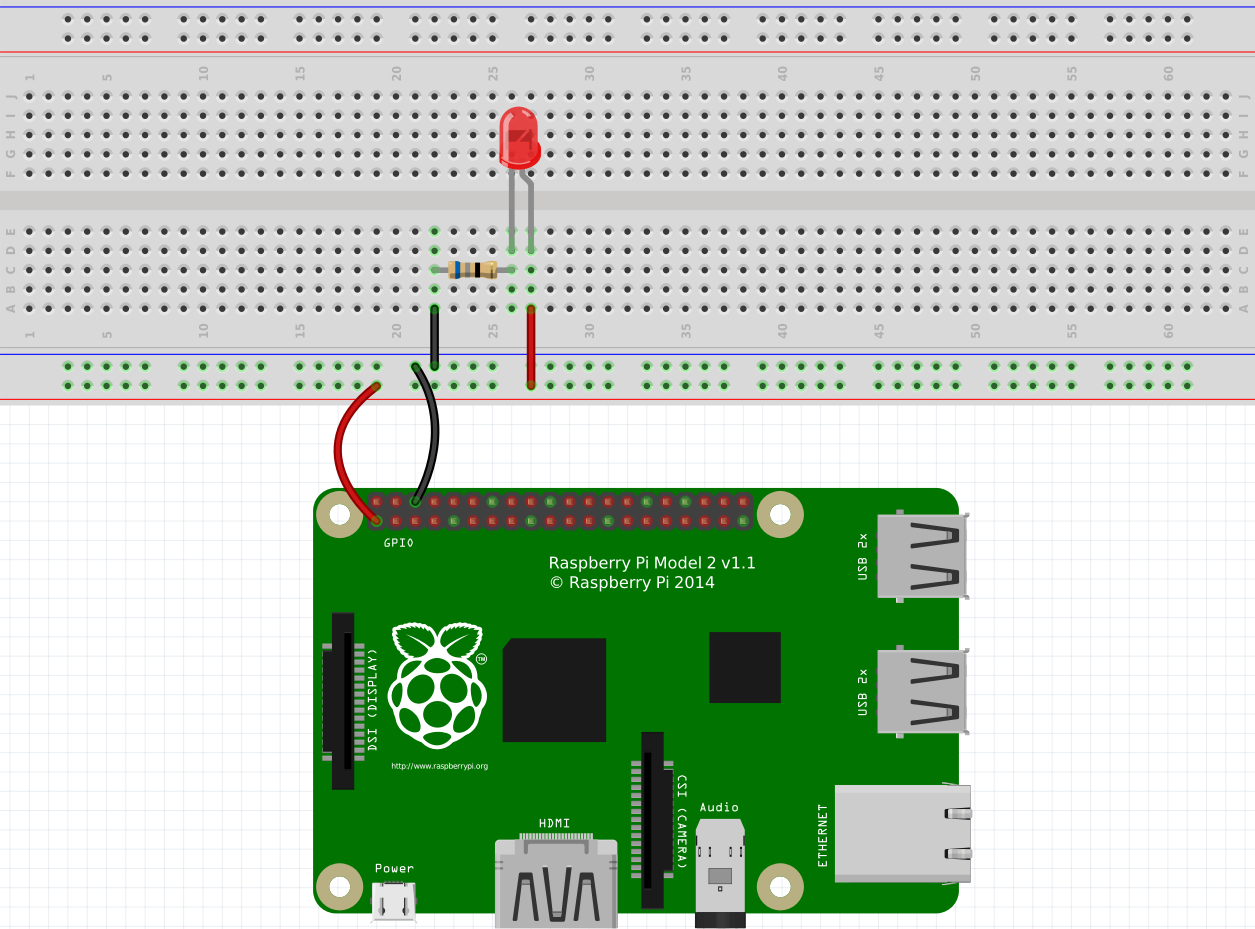 1 5 10 15 20 25 30 35 40 45 50 55 60
J J
I I
H H
G G
F F
E E
D D
C C
B B
A A
1 5 10 15 20 25 30 35 40 45 50 55 60
GPIO
Raspberry Pi Model 2 v1.1
© Raspberry Pi 2014
USB 2x
DSI (DISPLAY)
TM
USB 2x
http://www.raspberrypi.org
CSI (CAMERA)
Audio
ETHERNET
HDMI
Power